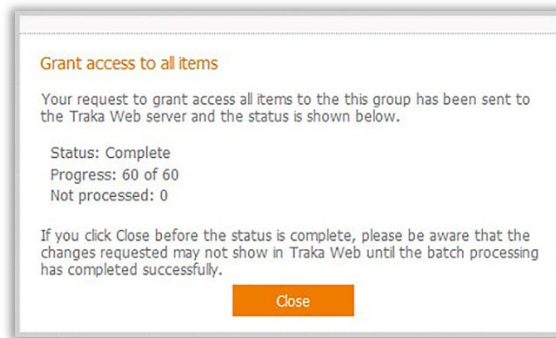 Grant access to all items
Your request to grant access all items to the this group has been sent to
the Traka Web server and the status is shown below.
Status: Complete
Progress: 60 of 60
Not processed: 0
If you click Close before the status is complete, please be aware that the
changes requested may not show in Traka Web until the batch processing
has completed successfully.
Close